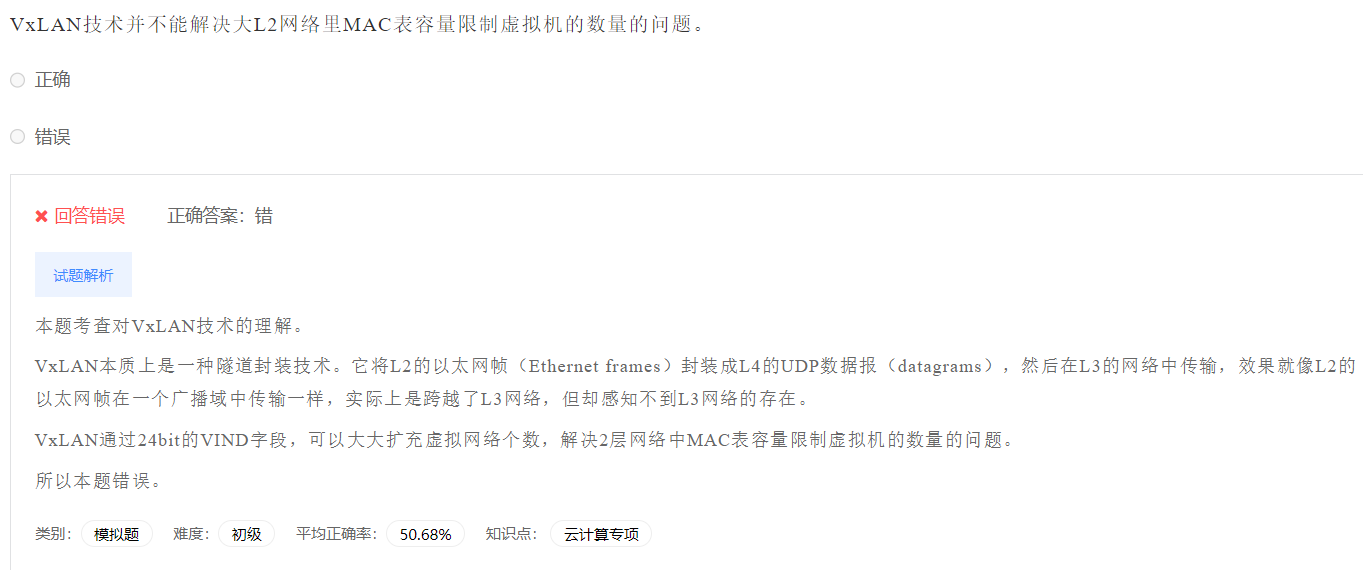 VxLAN技术并不能解决大L2网络里MAC表容量限制虚拟机的数量的问题。
正确
错误
回答错误 正确答案：错
试题解析
本题考查对VxLAN技术的理解。
VxLAN本质上是一种隧道封装技术。它将L2的以太网帧（Ethernet frames）封装成L4的UDP数据报（datagrams），然后在L3的网络中传输，效果就像L2的
以太网帧在一个广播域中传输一样，实际上是跨越了L3网络，但却感知不到L3网络的存在。
VxLAN通过24bit的VIND字段，可以大大扩充虚拟网络个数，解决2层网络中MAC表容量限制虚拟机的数量的问题。
所以本题错误。
类别： 模拟题 难度： 初级 平均正确率： 50.68% 知识点： 云计算专项